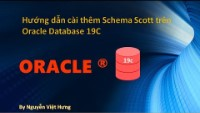 Hướng dẫn cài thêm Schema Scott trên
Oracle Database 19C
ORACLE ®
19c
By Nguyễn Việt Hưng